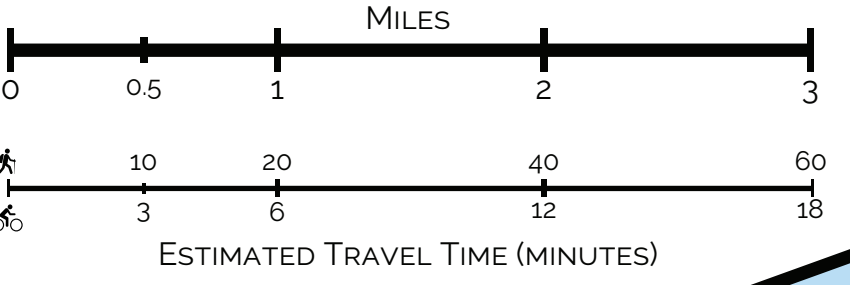 MILES
0 0.5 1 2 3
10 20 40 60
3 6 12 18
ESTIMATED TRAVEL TIME (MINUTES)